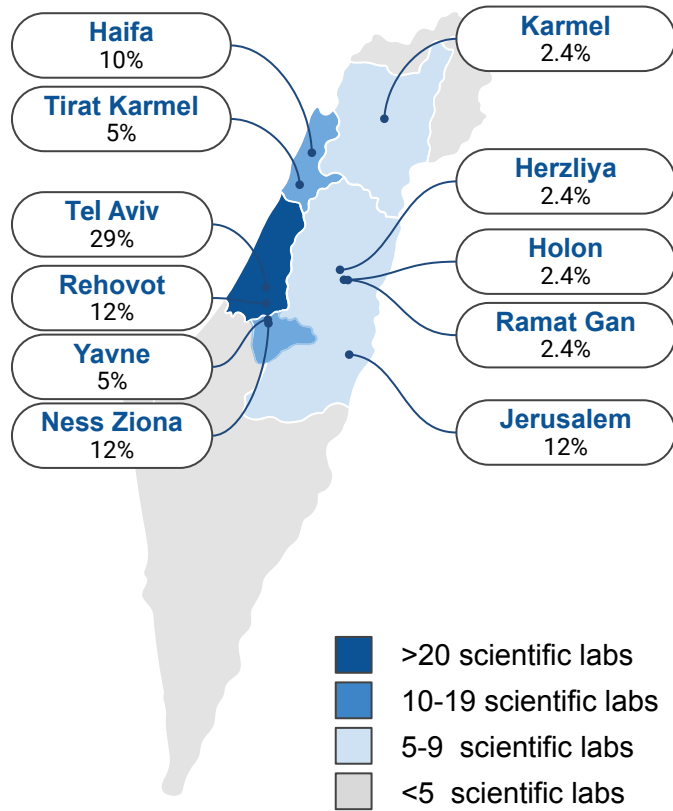 Haifa
10%
Tirat Karmel
5%
Tel Aviv
29%
Rehovot
12%
Yavne
5%
Ness Ziona
12%
Karmel
2.4%
Herzliya
2.4%
Holon
2.4%
Ramat Gan
2.4%
Jerusalem
12%
>20 scientific labs
10-19 scientific labs
5-9 scientific labs
<5 scientific labs